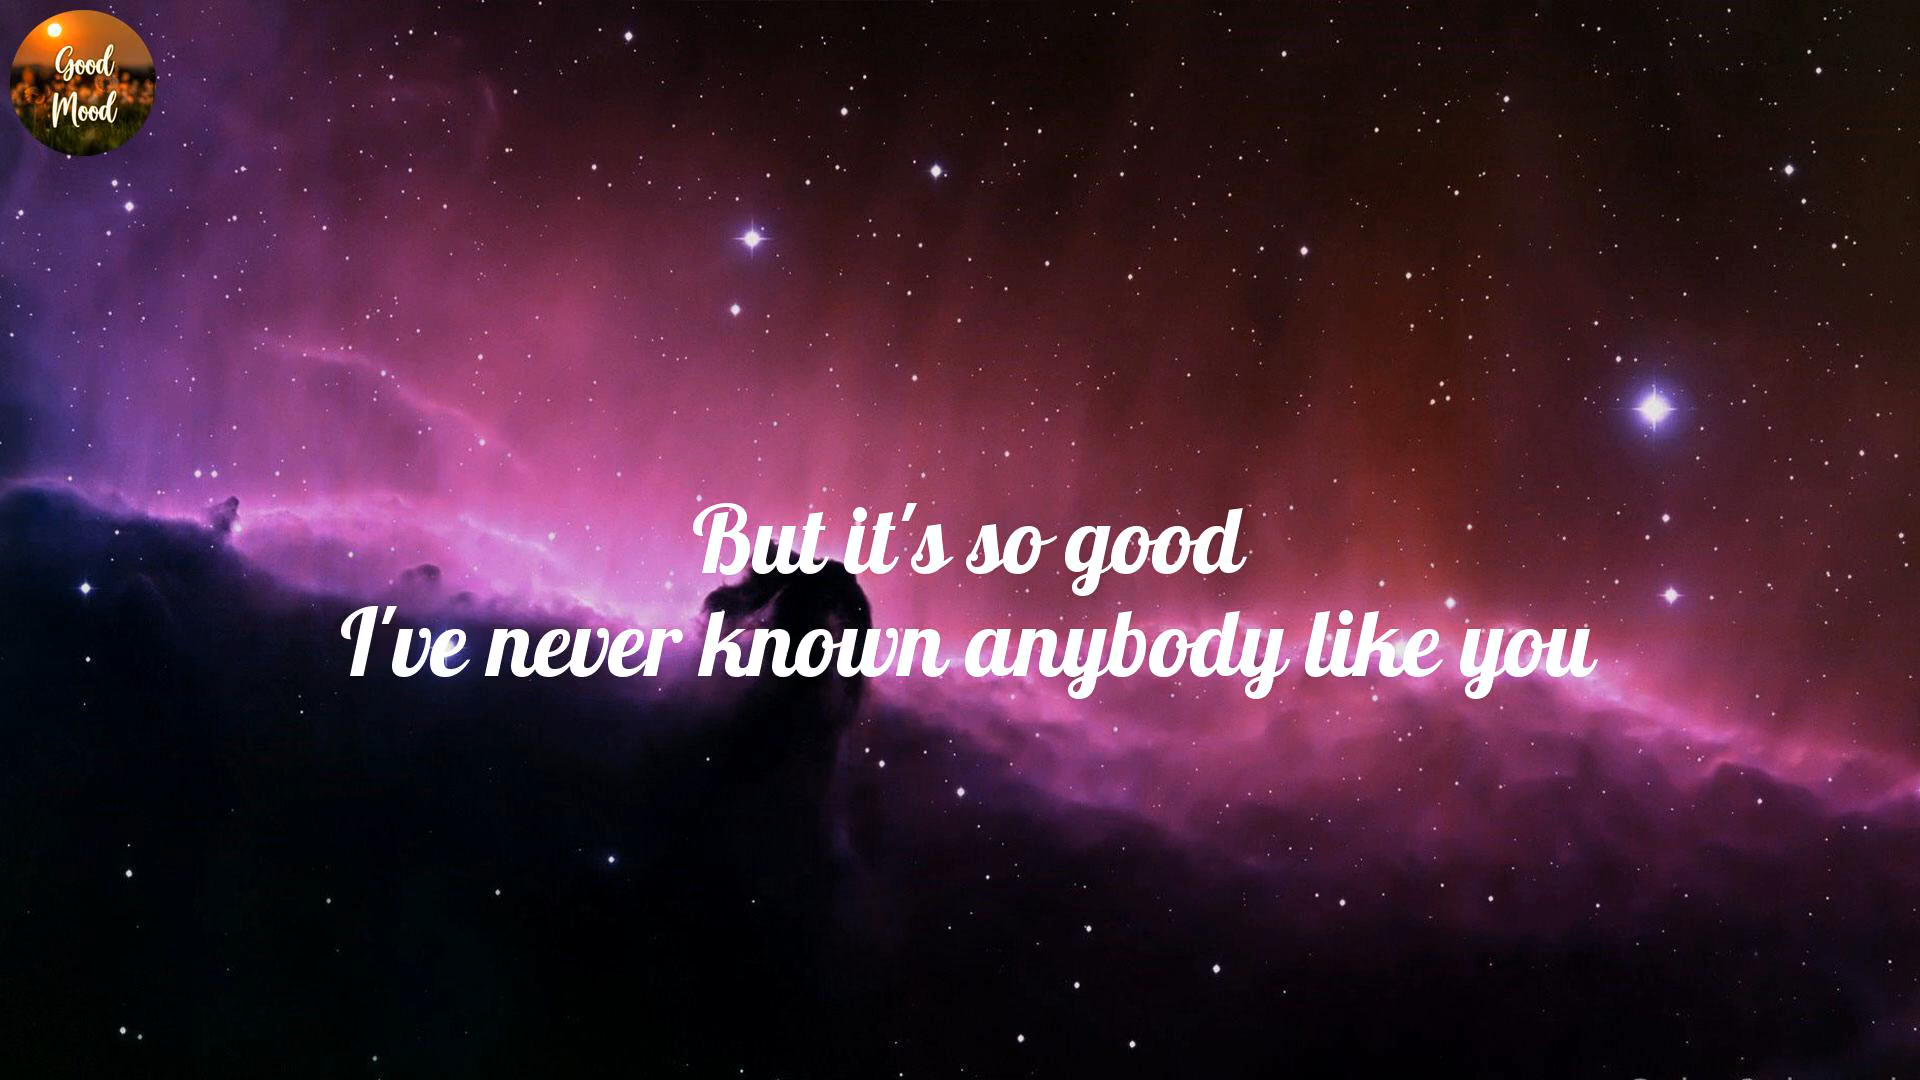 Good
Mood
But it's so good
I've never known anybody like you